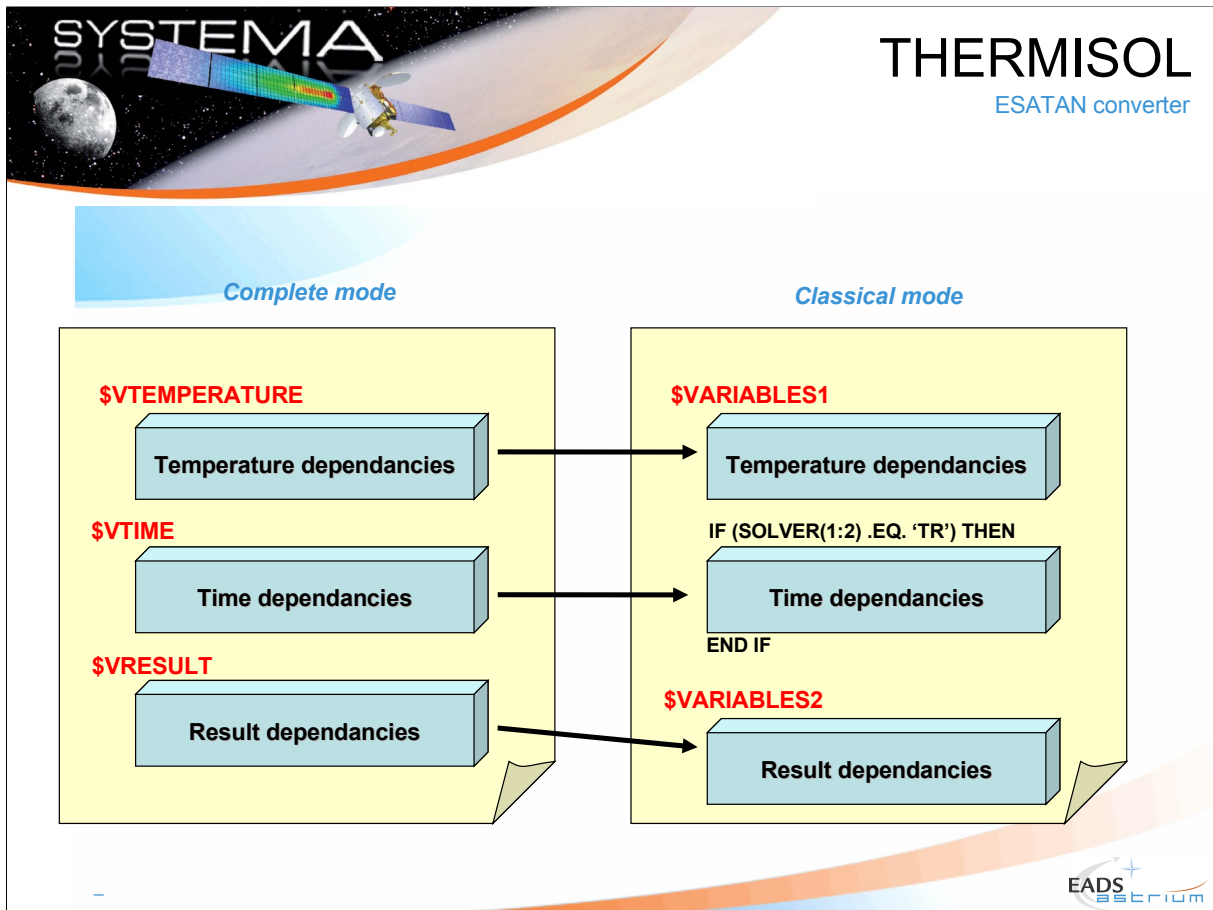 SYSTEMA
THERMISOL
ESATAN converter
Complete mode
Classical mode
$VTEMPERATURE
Temperature dependancies
$VTIME
Time dependancies
$VRESULT
Result dependancies
$VARIABLES1
Temperature dependancies
IF (SOLVER(1:2) .EQ. ‘TR’) THEN
Time dependancies
END IF
$VARIABLES2
Result dependancies
–
EADS
astrium